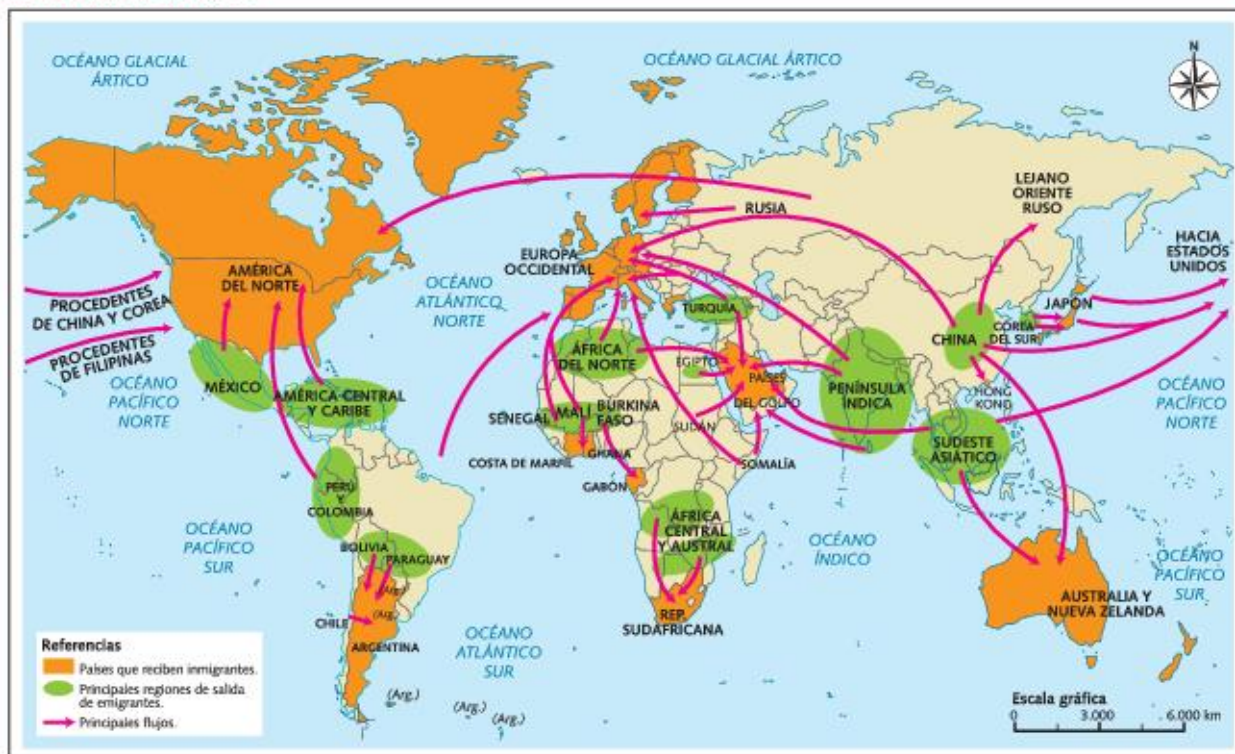 OCÉANO GLACIAL
ÁRTICO
OCÉANO GLACIAL ÁRTICO
N
LEJANO
ORIENTE
RUSO
RUSIA
HACIA
ESTADOS
UNIDOS
EUROPA
OCCIDENTAL
AMÉRICA
DEL NORTE
OCÉANO
ATLÁNTICO
NORTE
PROCEDENTES
DE CHINA Y COREA
PROCEDENTES
DE FILIPINAS
TURQUÍA
JAPÓN
COREA
DEL SUR
CHINA
ÁFRICA
DEL NORTE
EGIPTO
PAÍSES
DEL GOLFO
PENÍNSULA
ÍNDICA
HONG
KONG
OCÉANO
PACÍFICO
NORTE
MÉXICO
AMÉRICA CENTRAL
Y CARIBE
OCÉANO
PACÍFICO
NORTE
SENEGAL
MALÍ
BURKINA
FASO
SUDÁN
SUDESTE
ASIÁTICO
COSTA DE MARFIL
GHANA
SOMALÍA
GABÓN
PERÚ
Y
COLOMBIA
ÁFRICA
CENTRAL
Y AUSTRAL
OCÉANO
ÍNDICO
OCÉANO
PACÍFICO
SUR
BOLIVIA
PARAGUAY
OCÉANO
PACÍFICO
SUR
(Arg.)
(Arg.)
AUSTRALIA Y
NUEVA ZELANDA
CHILE
REP.
SUDAFRICANA
ARGENTINA
OCÉANO
ATLÁNTICO
SUR
Referencias
Países que reciben inmigrantes.
Principales regiones de salida
de emigrantes.
Principales flujos.
(Arg.)
(Arg.)
(Arg.)
Escala gráfica
0 3.000 6.000 km